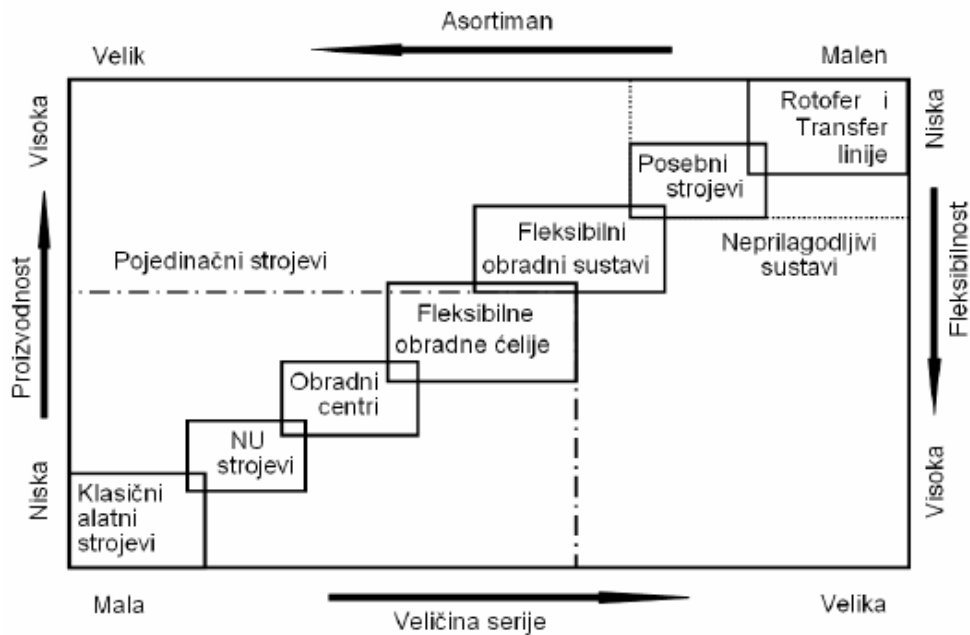 Asortiman
Velik
Malen
Visoka
Proizvodnost
Niska
Niska
Fleksibilnost
Visoka
Rotofer i
Transfer
linije
Posebni
strojevi
Neprilagodljivi
sustavi
Fleksibilni
obradni sustavi
Pojedinačni strojevi
Fleksibilne
obradne ćelije
Obradni
centri
NU
strojevi
Klasični
alatni
strojevi
Mala
Veličina serije
Velika